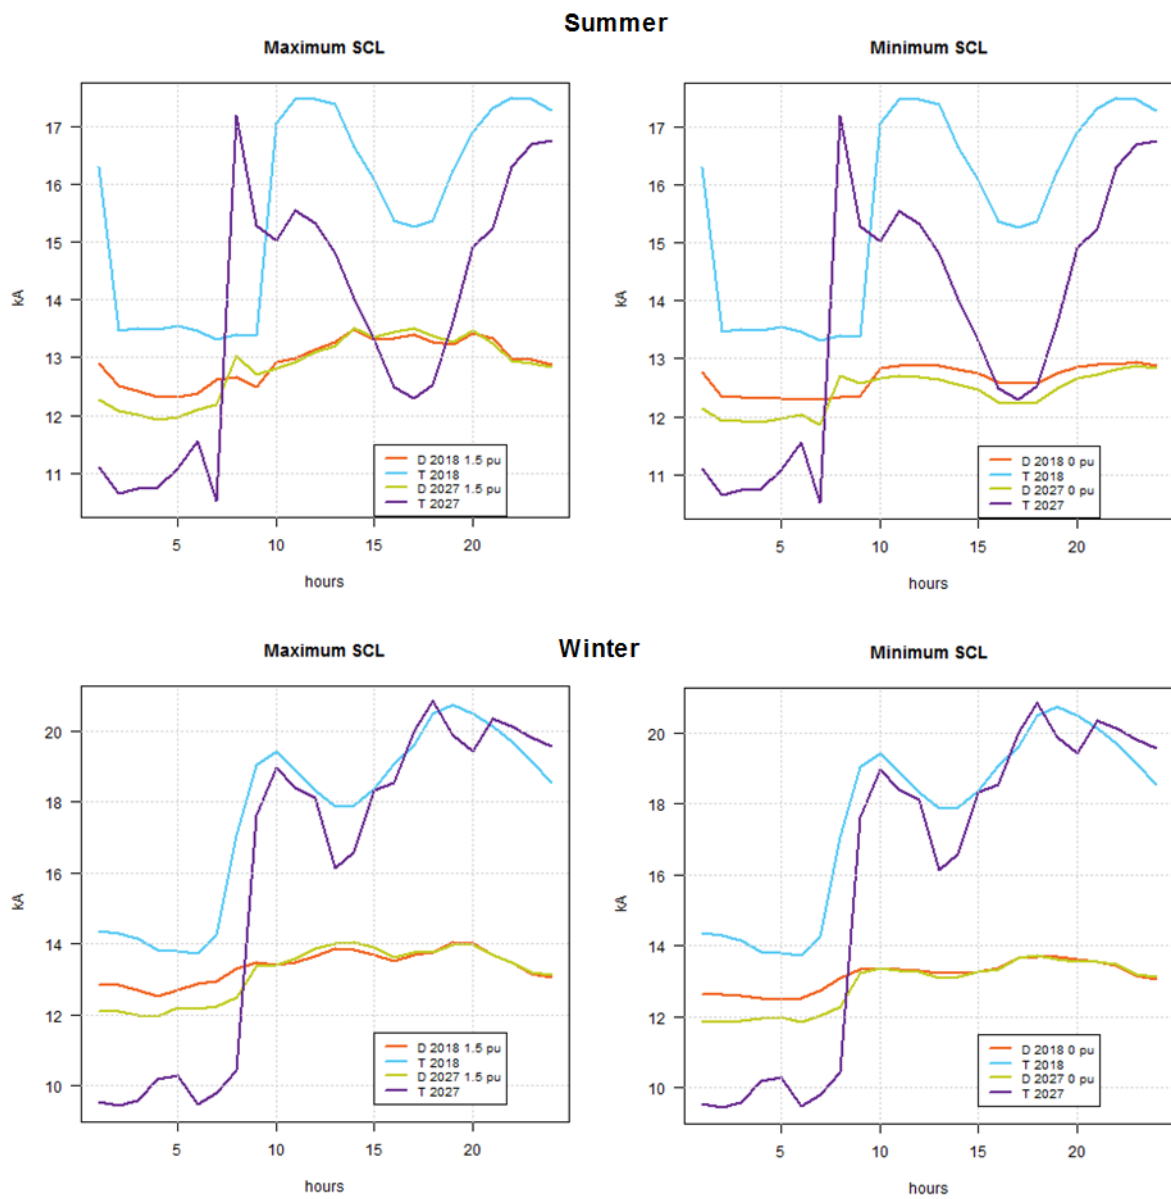 Summer
Maximum SCL
Minimum SCL
17
16
15
14
13
12
11
kA
D 2018 1.5 pu
T 2018
D 2027 1.5 pu
T 2027
5
10
15
20
hours
17
16
15
14
13
12
11
kA
D 2018 0 pu
T 2018
D 2027 0 pu
T 2027
5
10
15
20
hours
Winter
Maximum SCL
Minimum SCL
20
18
16
14
12
10
kA
D 2018 1.5 pu
T 2018
D 2027 1.5 pu
T 2027
5
10
15
20
hours
20
18
16
14
12
10
kA
D 2018 0 pu
T 2018
D 2027 0 pu
T 2027
5
10
15
20
hours